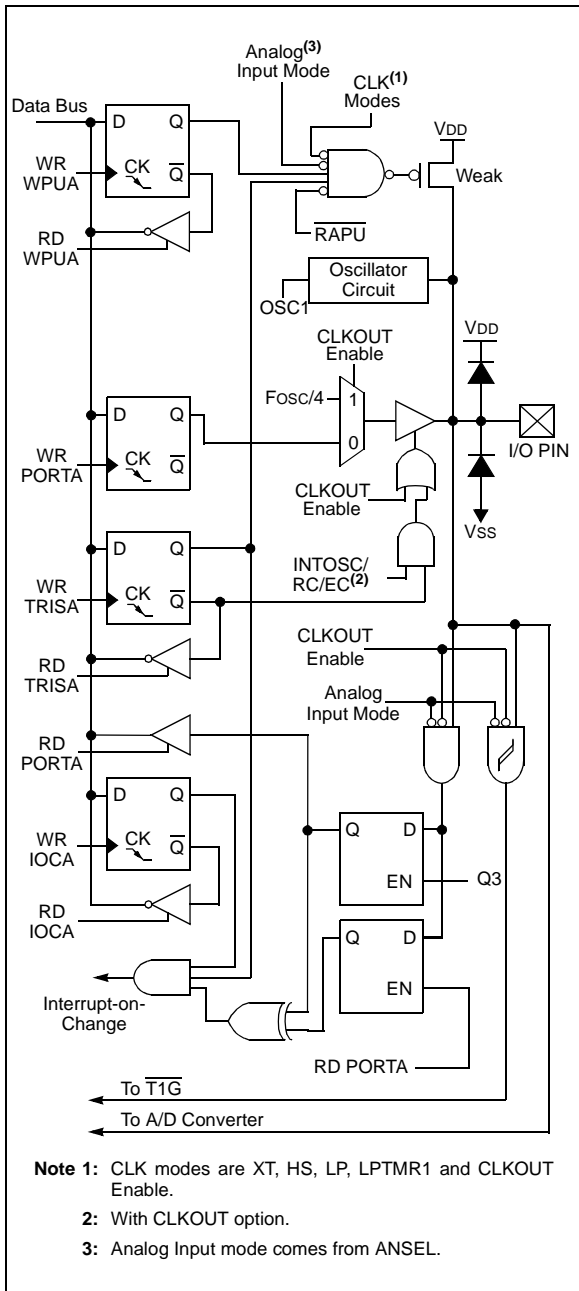 Analog(3)
Input Mode
CLK(1)
Modes
Data Bus
D Q
VDD
WR
WPUA
CK Q
Weak
RD
WPUA
RAPU
Oscillator
Circuit
OSC1
CLKOUT
Enable
VDD
FOSC/4
1
D Q
0
I/O PIN
WR
PORTA
CK Q
CLKOUT
Enable
VSS
D Q
INTOSC/
RC/EC(2)
WR
TRISA
CK Q
CLKOUT
Enable
RD
TRISA
Analog
Input Mode
RD
PORTA
D Q
Q D
WR
IOCA
CK Q
EN
Q3
RD
IOCA
Q D
EN
Interrupt-on-
Change
RD PORTA
To T1G
To A/D Converter
Note 1: CLK modes are XT, HS, LP, LPTMR1 and CLKOUT
Enable.
2: With CLKOUT option.
3: Analog Input mode comes from ANSEL.